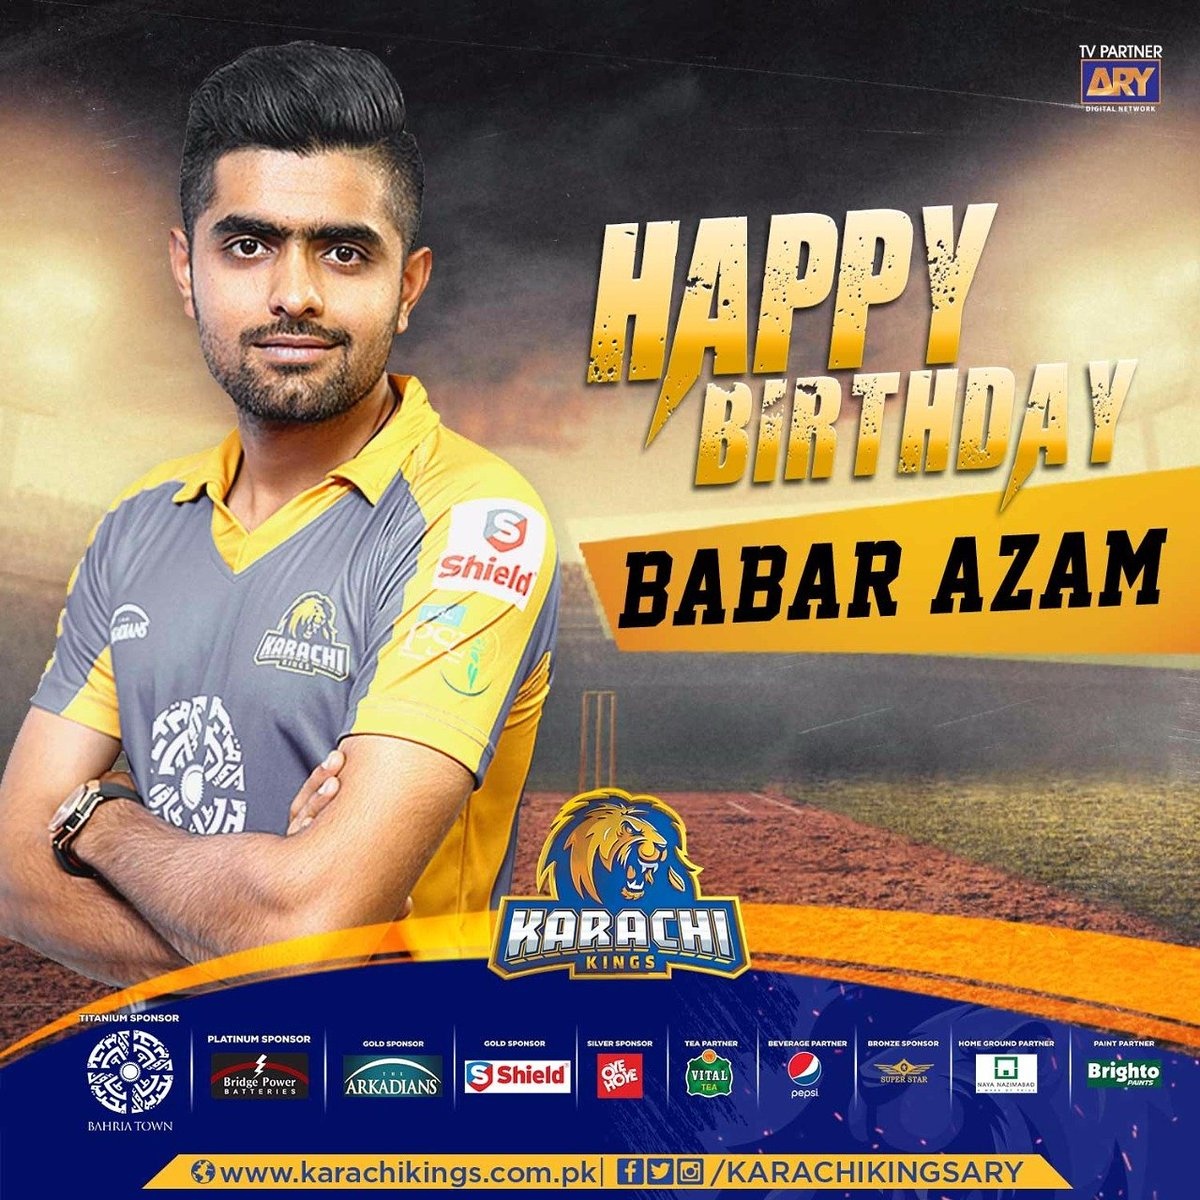 TV PARTNER
ARY
DIGITAL NETWORK
HAPPY
BIRTHDAY
BABAR AZAM
S
Shield
KARACHI
KINGS
KARACHI
KINGS
TITANIUM SPONSOR
BAHRIA TOWN
PLATINUM SPONSOR
Bridge Power
BATTERIES
GOLD SPONSOR
THE
ARKADIANS
GOLD SPONSOR
S Shield
SILVER SPONSOR
OYE
HOYE
TEA PARTNER
VITAL
TEA
BEVERAGE PARTNER
pepsi
BRONZE SPONSOR
SUPER STAR
HOME GROUND PARTNER
NAYA NAZIMABAD
PAINT PARTNER
Brighto
PAINTS
www.karachikings.com.pk| /KARACHIKINGSARY